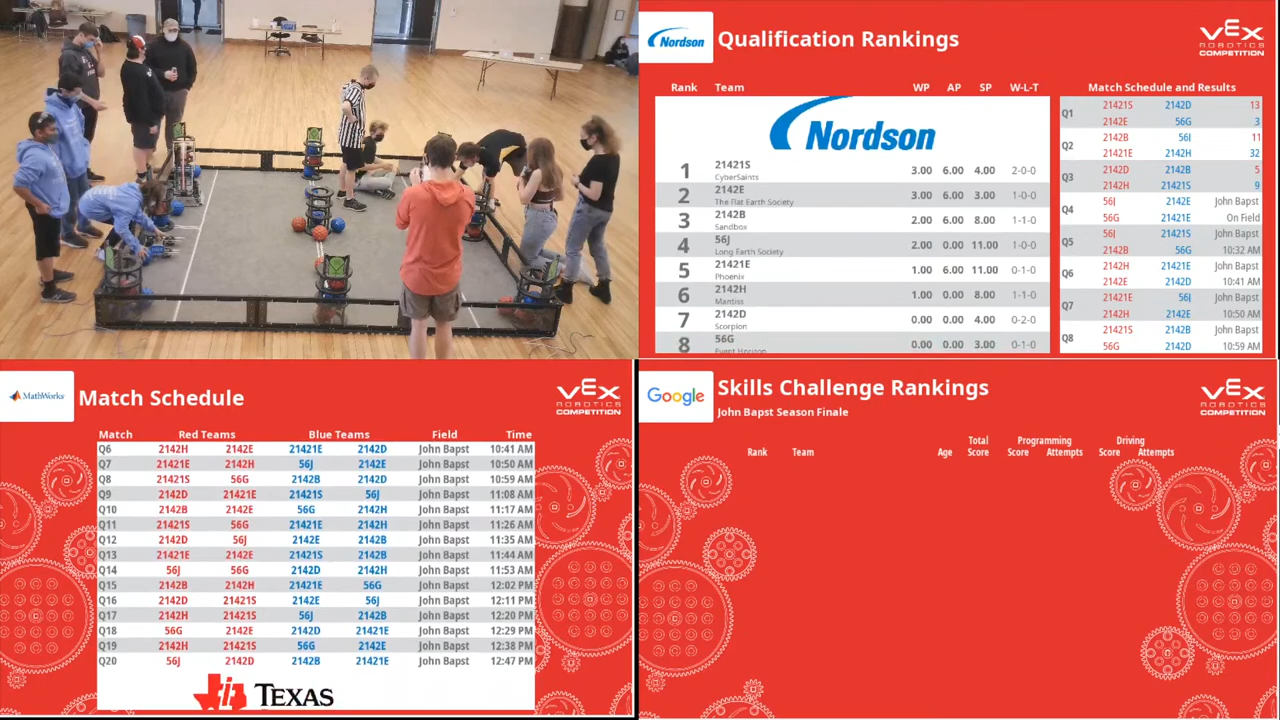 Nordson
Qualification Rankings
VEX
ROBOTICS
COMPETITION
Rank Team WP AP SP W-L-T
Nordson
1 21421S 3.00 6.00 4.00 2-0-0
CyberSaints
2 2142E 3.00 6.00 3.00 1-0-0
The Flat Earth Society
3 2142B 2.00 6.00 8.00 1-1-0
Sandbox
4 56J 2.00 0.00 11.00 1-0-0
Long Earth Society
5 21421E 1.00 6.00 11.00 0-1-0
Phoenix
6 2142H 1.00 0.00 8.00 1-1-0
Mantiss
7 2142D 0.00 0.00 4.00 0-2-0
Scorpion
8 56G 0.00 0.00 3.00 0-1-0
Event Horizon
Match Schedule and Results
Q1 21421S 2142D 13
2142E 56G 3
Q2 2142B 56J 11
21421E 2142H 32
Q3 2142D 2142B 5
2142H 21421S 9
Q4 56J 2142E John Bapst
56G 21421E On Field
Q5 56J 21421S John Bapst
2142B 56G 10:32 AM
Q6 2142H 21421E John Bapst
2142E 2142D 10:41 AM
Q7 21421E 56J John Bapst
2142H 2142E 10:50 AM
Q8 21421S 2142B John Bapst
56G 2142D 10:59 AM
MathWorks
Match Schedule
VEX
ROBOTICS
COMPETITION
Match Red Teams Blue Teams Field Time
Q6 2142H 2142E 21421E 2142D John Bapst 10:41 AM
Q7 21421E 2142H 56J 2142E John Bapst 10:50 AM
Q8 21421S 56G 2142B 2142D John Bapst 10:59 AM
Q9 2142D 21421E 21421S 56J John Bapst 11:08 AM
Q10 2142B 2142E 56G 2142H John Bapst 11:17 AM
Q11 21421S 56G 21421E 2142H John Bapst 11:26 AM
Q12 2142D 56J 2142E 2142B John Bapst 11:35 AM
Q13 21421E 2142E 21421S 2142B John Bapst 11:44 AM
Q14 56J 56G 2142D 2142H John Bapst 11:53 AM
Q15 2142B 2142H 21421E 56G John Bapst 12:02 PM
Q16 2142D 21421S 2142E 56J John Bapst 12:11 PM
Q17 2142H 21421S 56J 2142B John Bapst 12:20 PM
Q18 56G 2142E 2142D 21421E John Bapst 12:29 PM
Q19 2142H 21421S 56G 2142E John Bapst 12:38 PM
Q20 56J 2142D 2142B 21421E John Bapst 12:47 PM
TEXAS
Google
Skills Challenge Rankings
John Bapst Season Finale
VEX
ROBOTICS
COMPETITION
Total Programming Driving
Rank Team Age Score Score Attempts Score Attempts